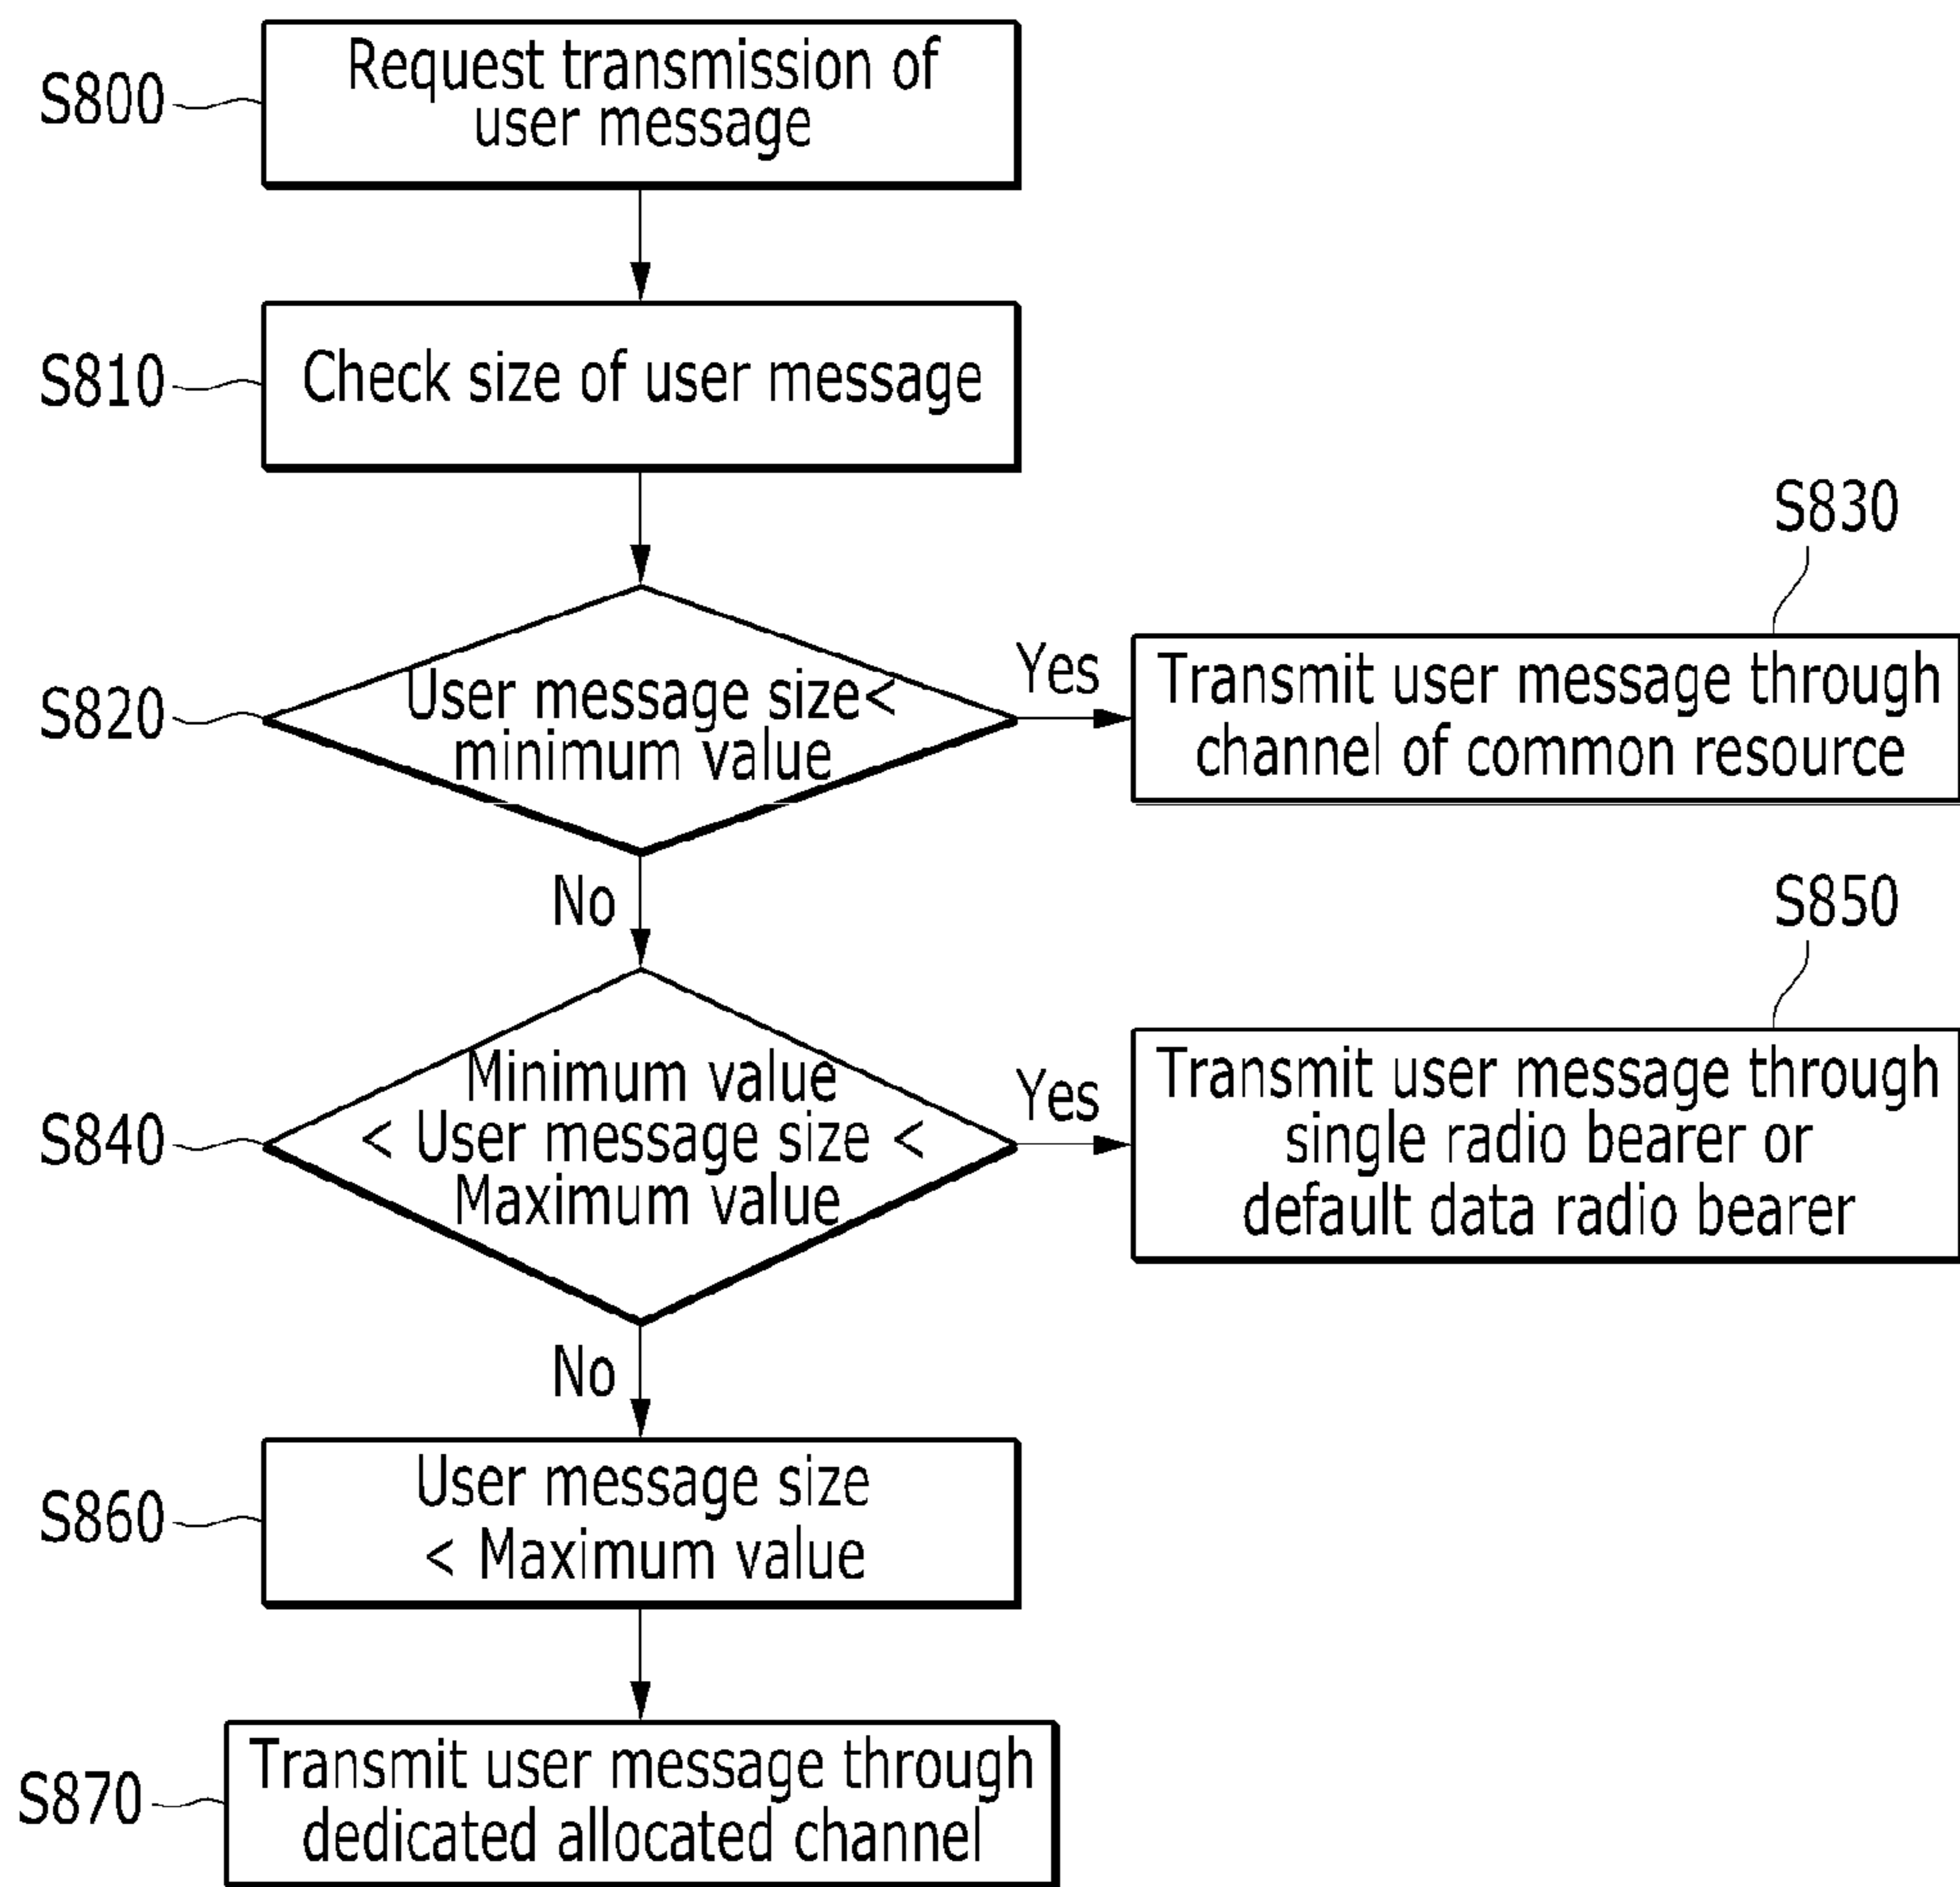 S800
Request transmission of
user message
S810
Check size of user message
S820
User message size<
minimum value
Yes
S830
Transmit user message through
channel of common resource
No
S840
Minimum value
< User message size <
Maximum value
Yes
S850
Transmit user message through
single radio bearer or
default data radio bearer
No
S860
User message size
< Maximum value
S870
Transmit user message through
dedicated allocated channel